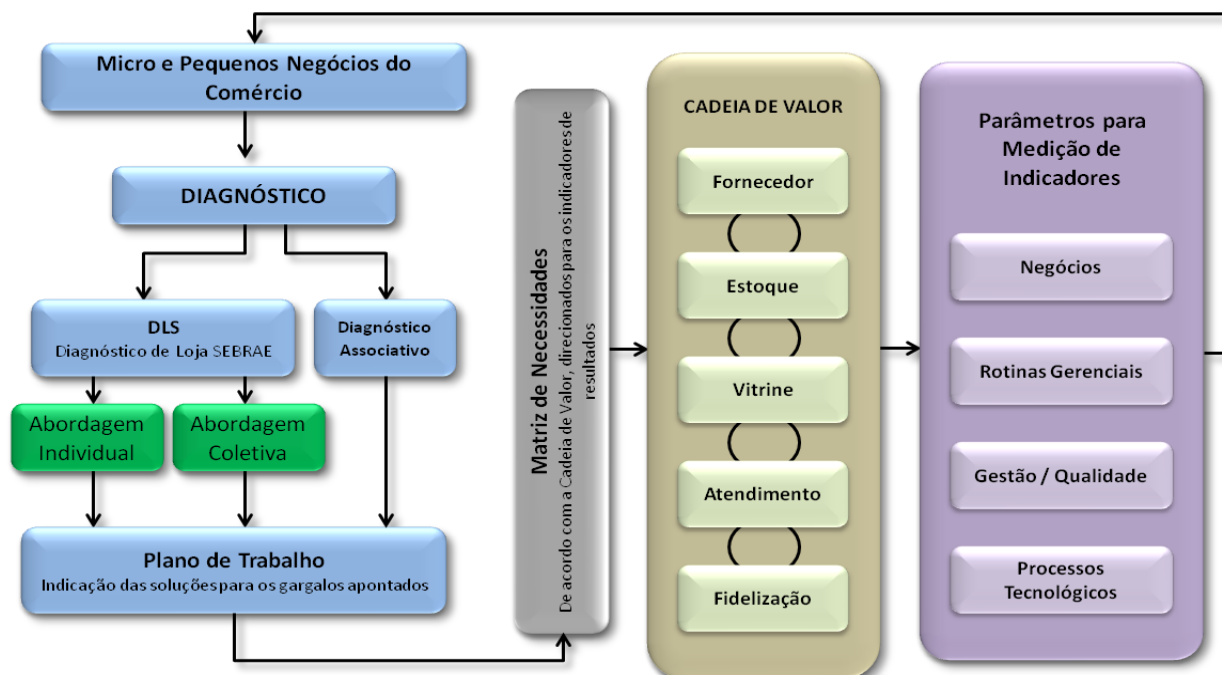 Micro e Pequenos Negócios do
Comércio
DIAGNÓSTICO
DLS
Diagnóstico de Loja SEBRAE
Diagnóstico
Associativo
Abordagem
Individual
Abordagem
Coletiva
Plano de Trabalho
Indicação das soluções para os gargalos apontados
Matriz de Necessidades
De acordo com a Cadeia de Valor, direcionados para os indicadores de
resultados
CADEIA DE VALOR
Fornecedor
Estoque
Vitrine
Atendimento
Fidelização
Parâmetros para
Medição de
Indicadores
Negócios
Rotinas Gerenciais
Gestão / Qualidade
Processos
Tecnológicos